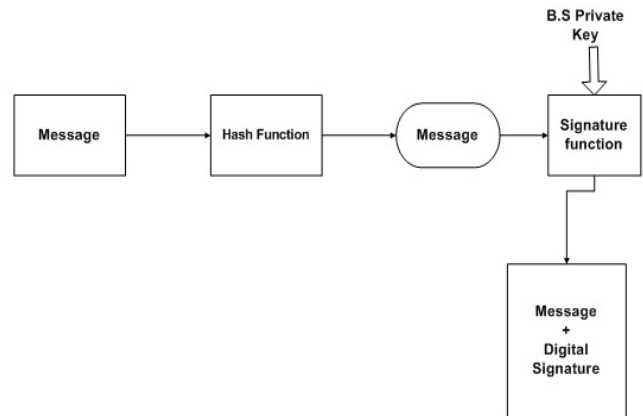 B.S Private
Key
Message
Hash Function
Message
Signature
function
Message
+
Digital
Signature